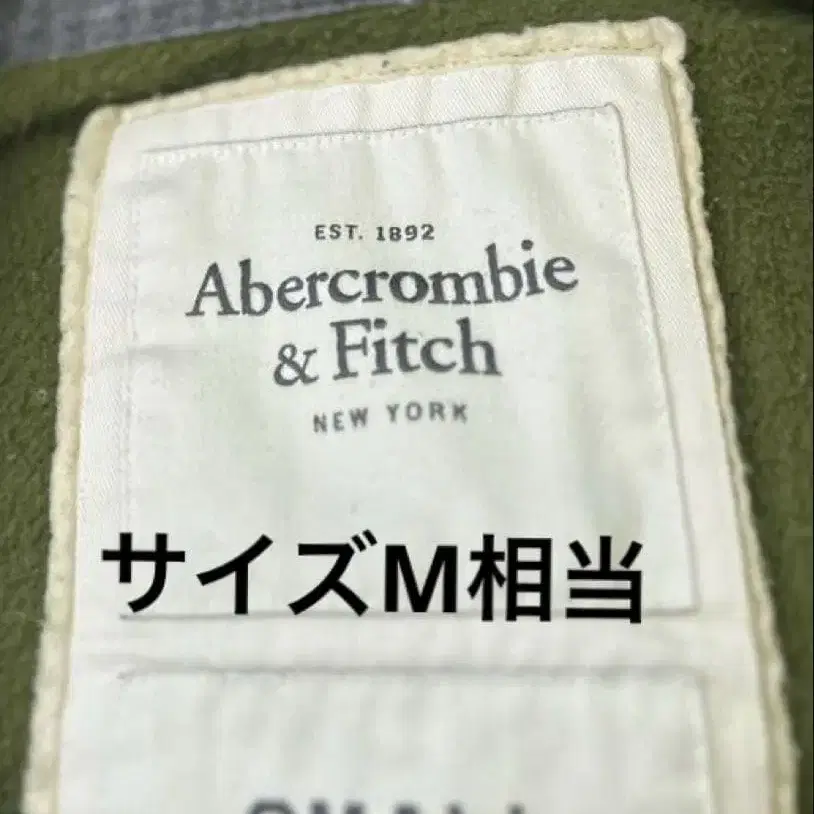 EST. 1892
Abercrombie
& Fitch
NEW YORK
サイズM相当